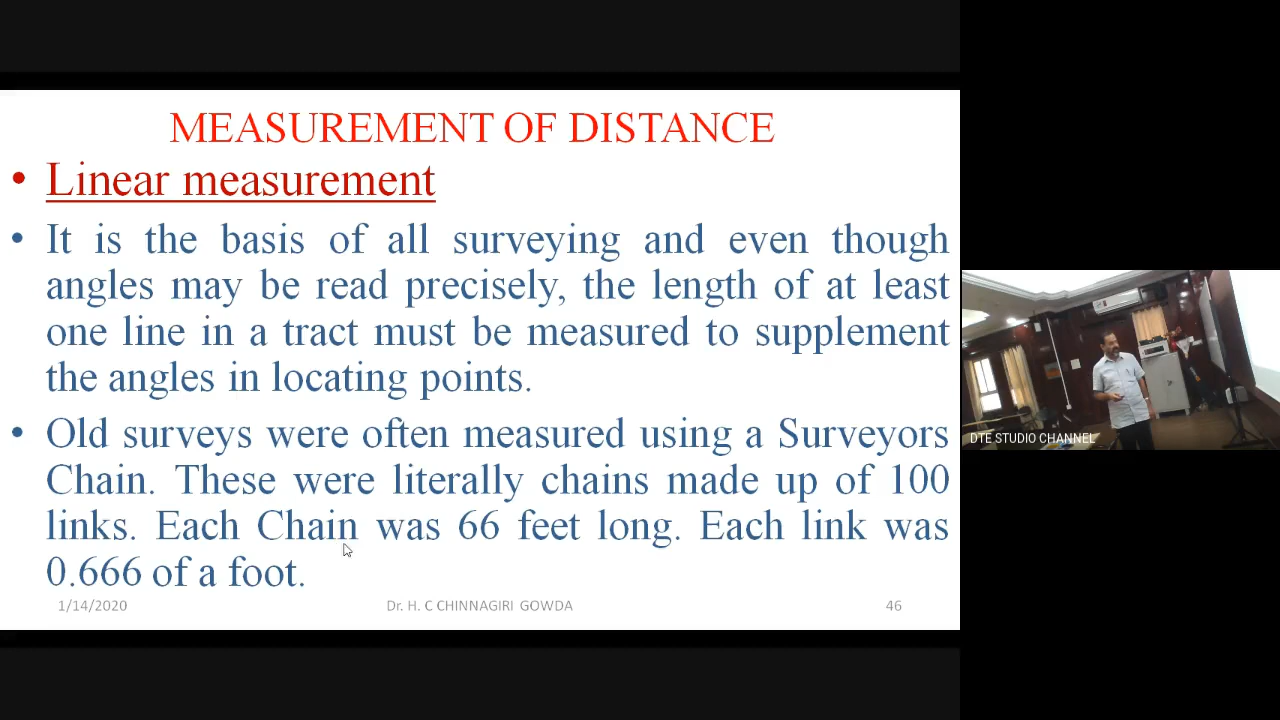 MEASUREMENT OF DISTANCE
• Linear measurement
• It is the basis of all surveying and even though
angles may be read precisely, the length of at least
one line in a tract must be measured to supplement
the angles in locating points.
• Old surveys were often measured using a Surveyors
Chain. These were literally chains made up of 100
links. Each Chain was 66 feet long. Each link was
0.666 of a foot.
1/14/2020
Dr. H. C CHINNAGIRI GOWDA
46
DTE STUDIO CHANNEL